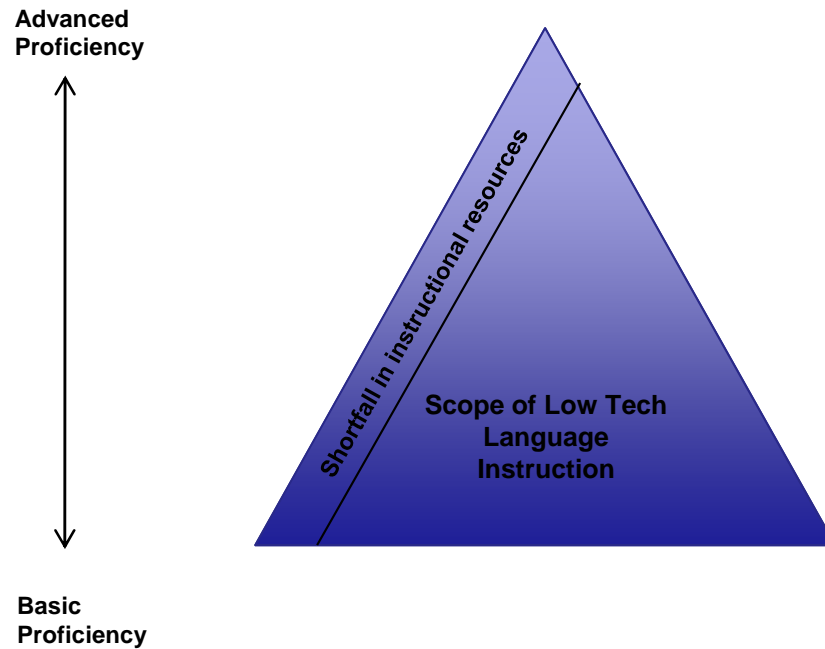 Advanced
Proficiency
Shortfall in instructional resources
Scope of Low Tech
Language
Instruction
Basic
Proficiency